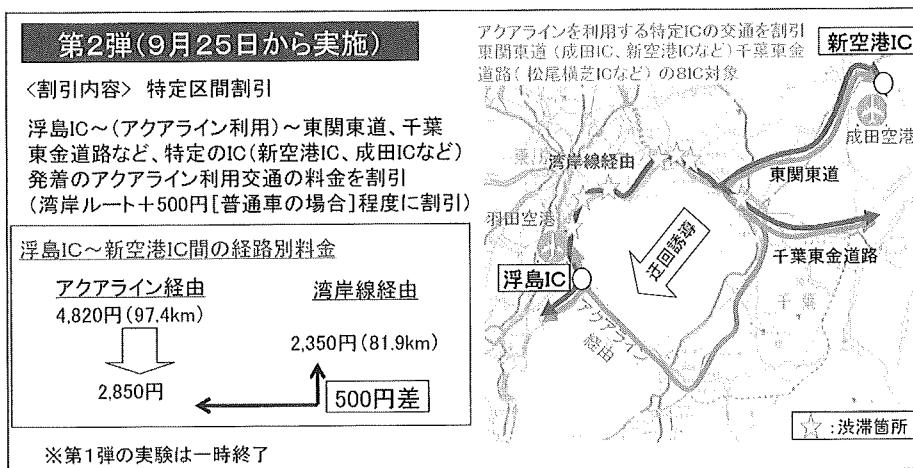 第2弾(9月25日から実施)
<割引内容> 特定区間割引
浮島IC~(アクアライン利用)~東関東道、千葉
東金道路など、特定のIC(新空港IC、成田ICなど)
発着のアクアライン利用交通の料金を割引
(湾岸ルート+500円[普通車の場合]程度に割引)
浮島IC~新空港IC間の経路別料金
アクアライン経由
4,820円(97.4km)
2,850円
湾岸線経由
2,350円(81.9km)
500円差
※第1弾の実験は一時終了
アクアラインを利用する特定ICの交通を割引
東関東道(成田IC、新空港ICなど)千葉東金
道路( 松尾横芝ICなど) の8IC対象
新空港IC
成田空港
湾岸線経由
東関東道
羽田空港
迂回誘導
千葉東金道路
浮島IC
千葉
アクアライン
経由
☆:渋滞箇所